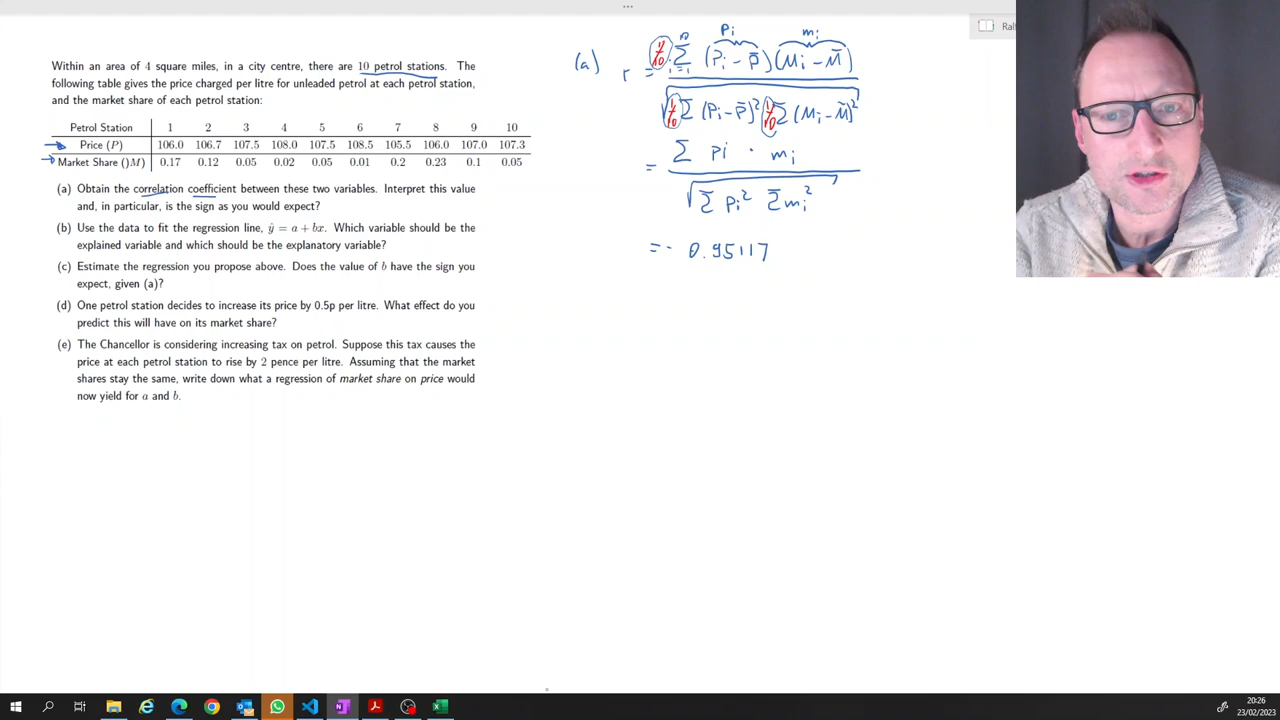 Within an area of 4 square miles, in a city centre, there are 10 petrol stations. The
following table gives the price charged per litre for unleaded petrol at each petrol station,
and the market share of each petrol station:
Petrol Station 1 2 3 4 5 6 7 8 9 10
Price (P) 106.0 106.7 107.5 108.0 107.5 108.5 105.5 106.0 107.0 107.3
Market Share ()M) 0.17 0.12 0.05 0.02 0.05 0.01 0.2 0.23 0.1 0.05
(a) Obtain the correlation coefficient between these two variables. Interpret this value
and, in particular, is the sign as you would expect?
(b) Use the data to fit the regression line, ŷ = a + bx. Which variable should be the
explained variable and which should be the explanatory variable?
(c) Estimate the regression you propose above. Does the value of b have the sign you
expect, given (a)?
(d) One petrol station decides to increase its price by 0.5p per litre. What effect do you
predict this will have on its market share?
(e) The Chancellor is considering increasing tax on petrol. Suppose this tax causes the
price at each petrol station to rise by 2 pence per litre. Assuming that the market
shares stay the same, write down what a regression of market share on price would
now yield for a and b.
pi mi
(a) r = 1/10 Σ i=1 10 (Pi - P̄)(Mi - M̄)
√ 1/10 Σ (Pi - P̄)² 1/10 Σ (Mi - M̄)²
= Σ pi · mi
√ Σ pi² Σ mi²
= - 0.95117
Ral
20:26
23/02/2023